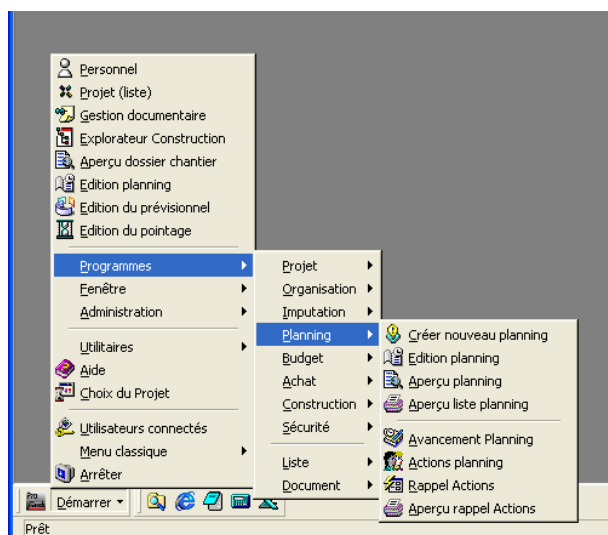 Personnel
Projet (liste)
Gestion documentaire
Explorateur Construction
Aperçu dossier chantier
Edition planning
Edition du prévisionnel
Edition du pointage
Programmes
Fenêtre
Administration
Utilitaires
Aide
Choix du Projet
Utilisateurs connectés
Menu classique
Arrêter
Projet
Organisation
Imputation
Planning
Budget
Achat
Construction
Sécurité
Liste
Document
Créer nouveau planning
Edition planning
Aperçu planning
Aperçu liste planning
Avancement Planning
Actions planning
Rappel Actions
Aperçu rappel Actions
Démarrer
Prêt